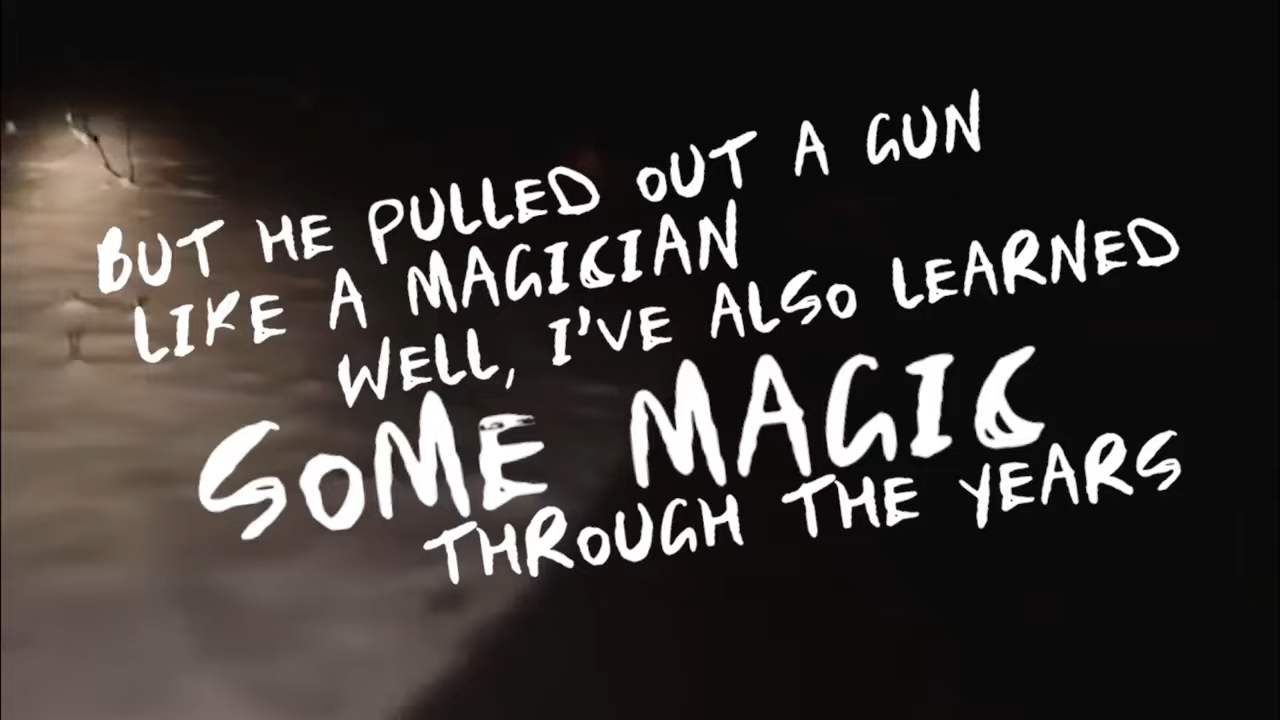 BUT HE PULLED OUT A GUN
LIKE A MAGICIAN
WELL, I'VE ALSO LEARNED
SOME MAGIC
THROUGH THE YEARS